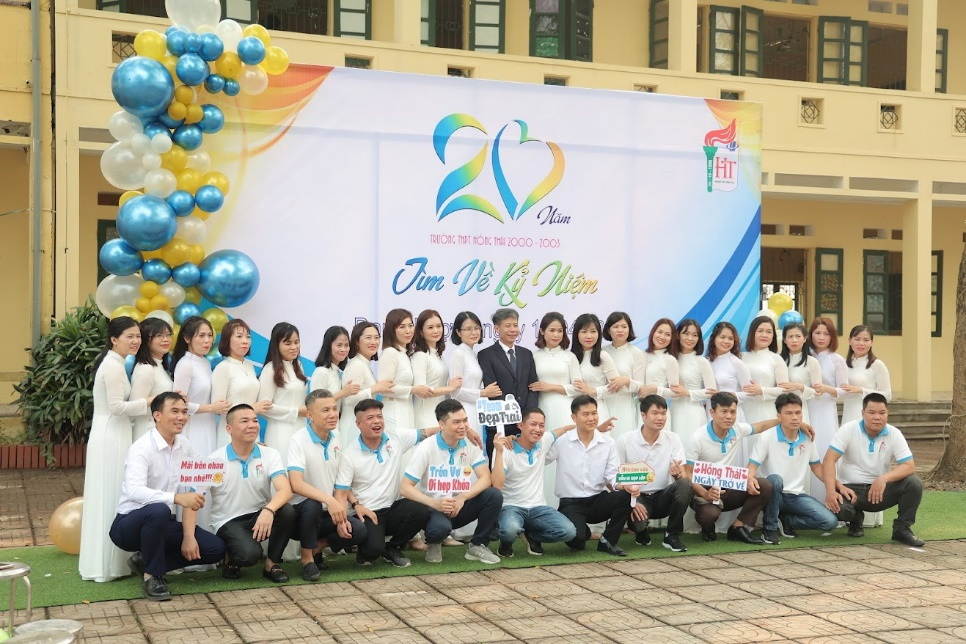 20
Năm
HT
TRƯỜNG THPT HỒNG THÁI 2000 - 2003
Tìm Về Kỷ Niệm
#Team
Đẹp Trai
Mãi bên nhau
bạn nhé!!!
Trốn Vợ
Đi họp Khóa
Hồng Thái
NGÀY TRỞ VỀ